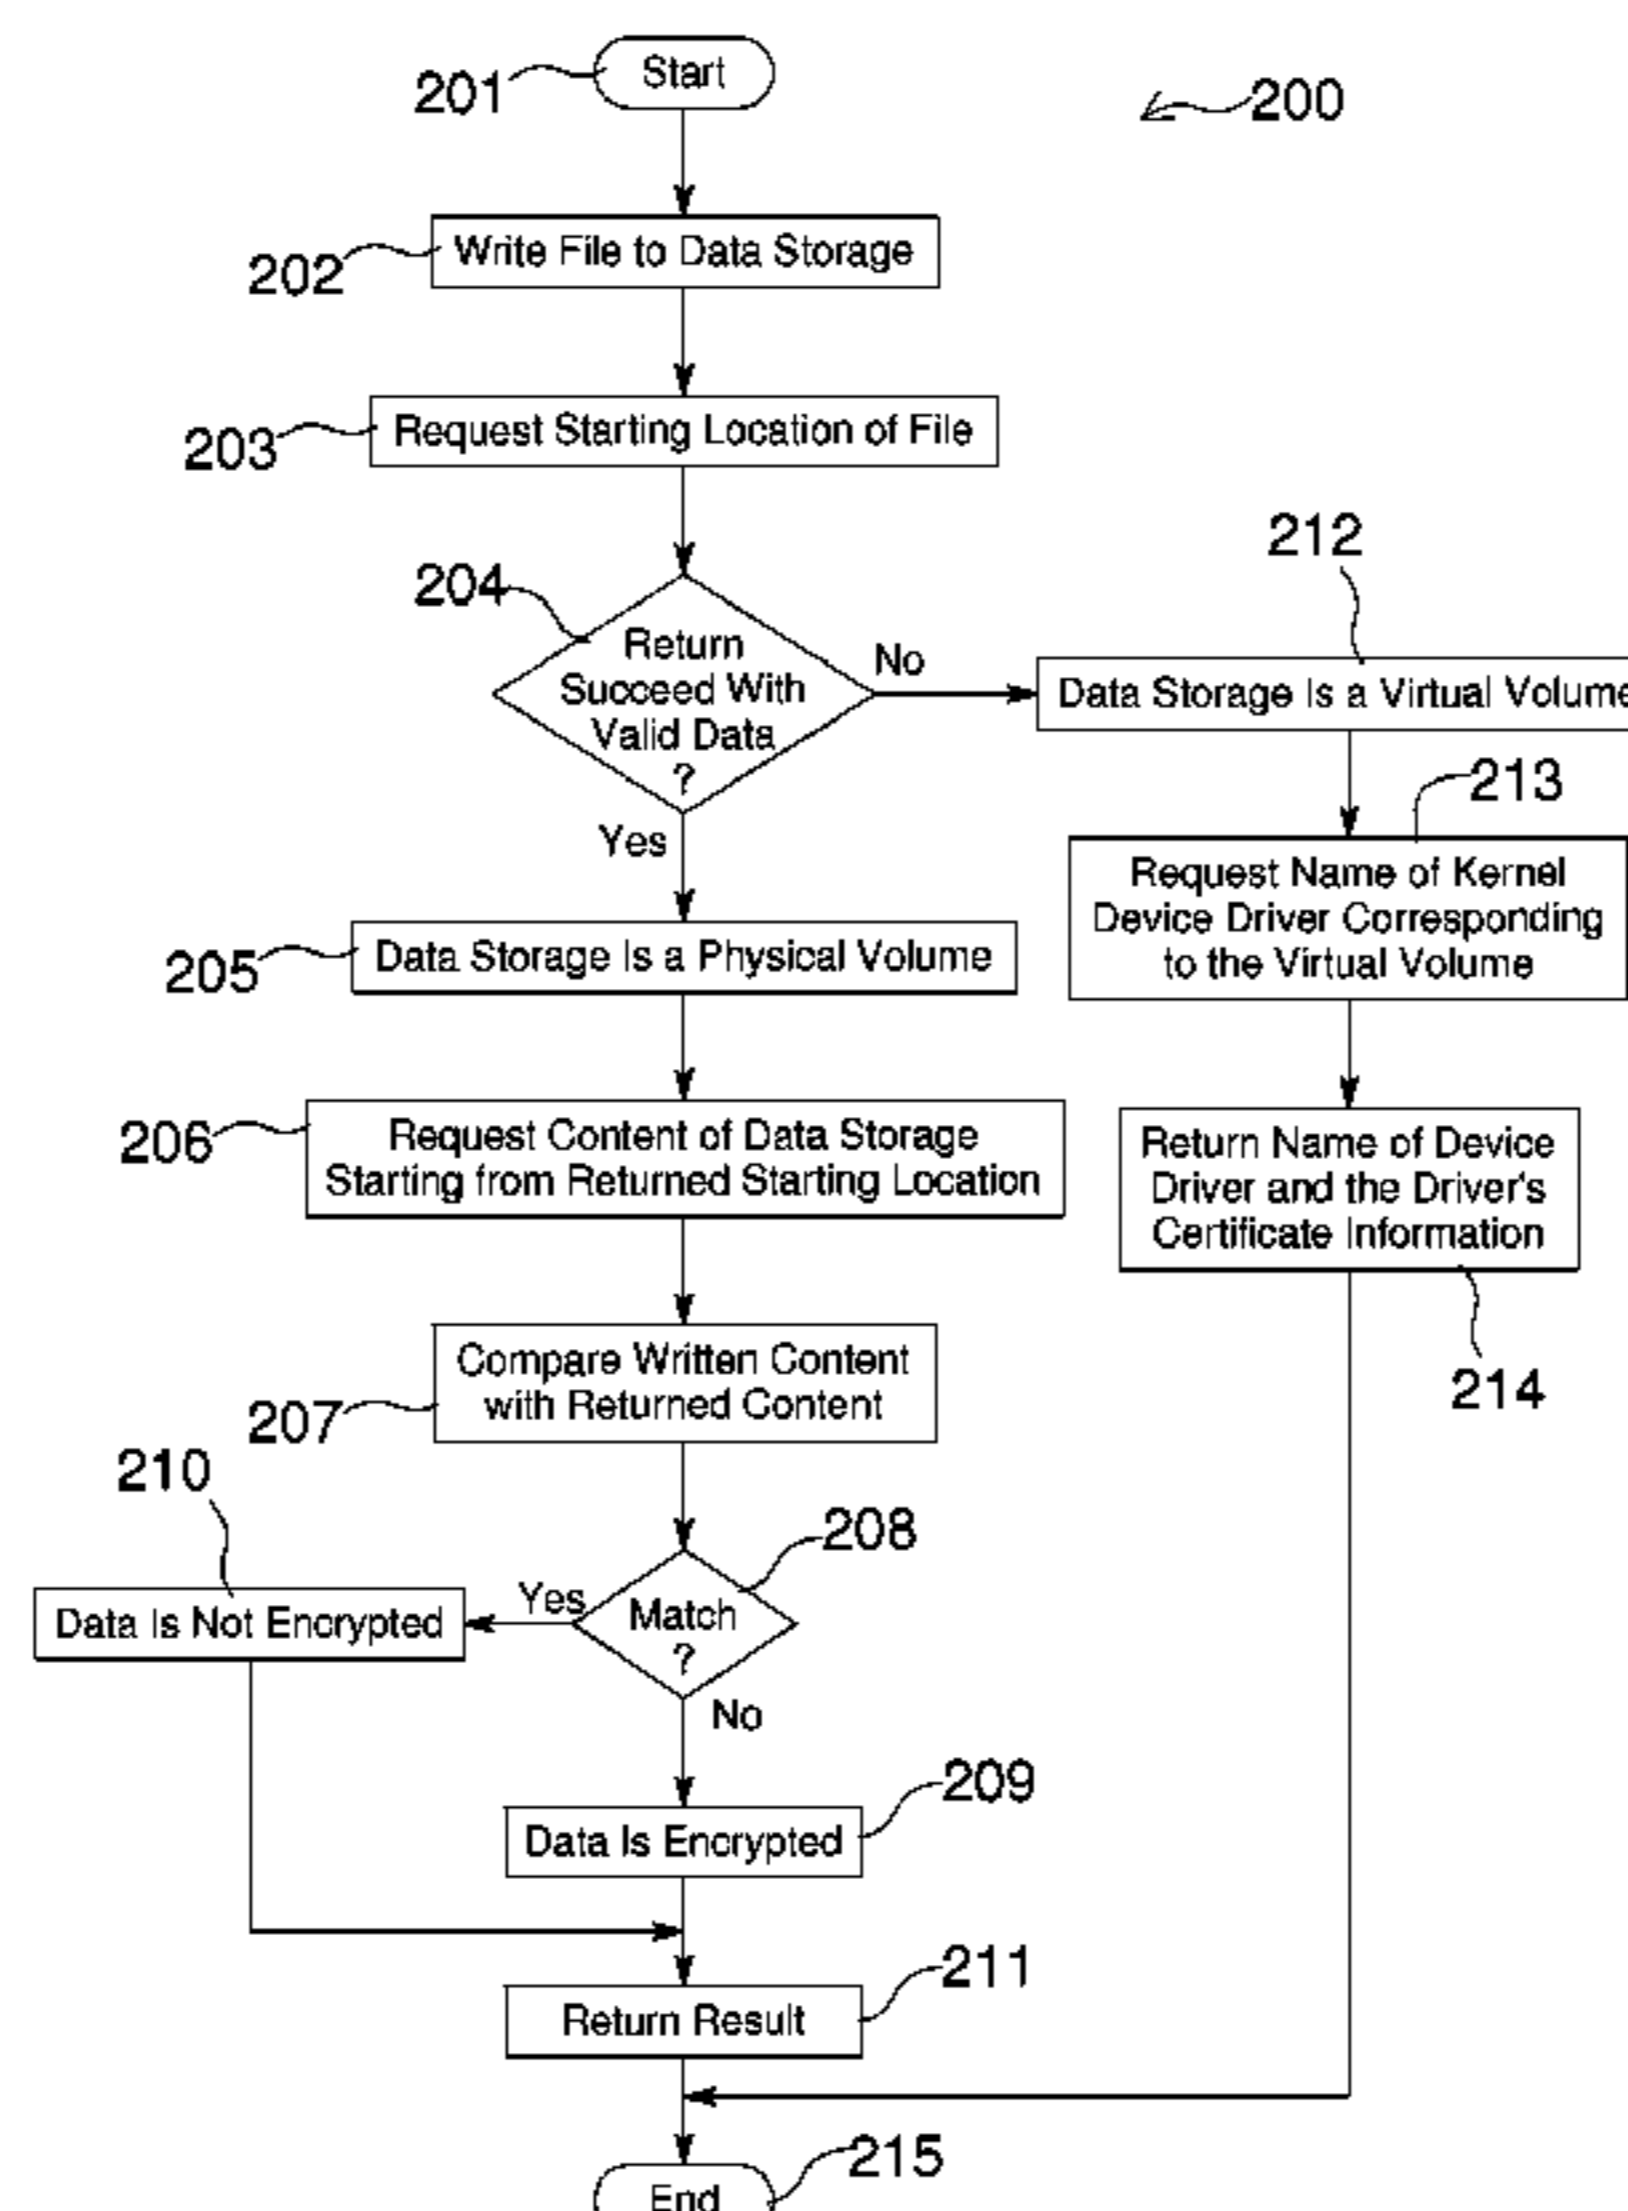 201
Start
200
202
Write File to Data Storage
203
Request Starting Location of File
204
Return
Succeed With
Valid Data
?
No
212
Data Storage Is a Virtual Volume
Yes
213
Request Name of Kernel
Device Driver Corresponding
to the Virtual Volume
205
Data Storage Is a Physical Volume
206
Request Content of Data Storage
Starting from Returned Starting Location
Return Name of Device
Driver and the Driver's
Certificate Information
214
207
Compare Written Content
with Returned Content
210
208
Data Is Not Encrypted
Yes
Match
?
No
209
Data Is Encrypted
211
Return Result
215
End